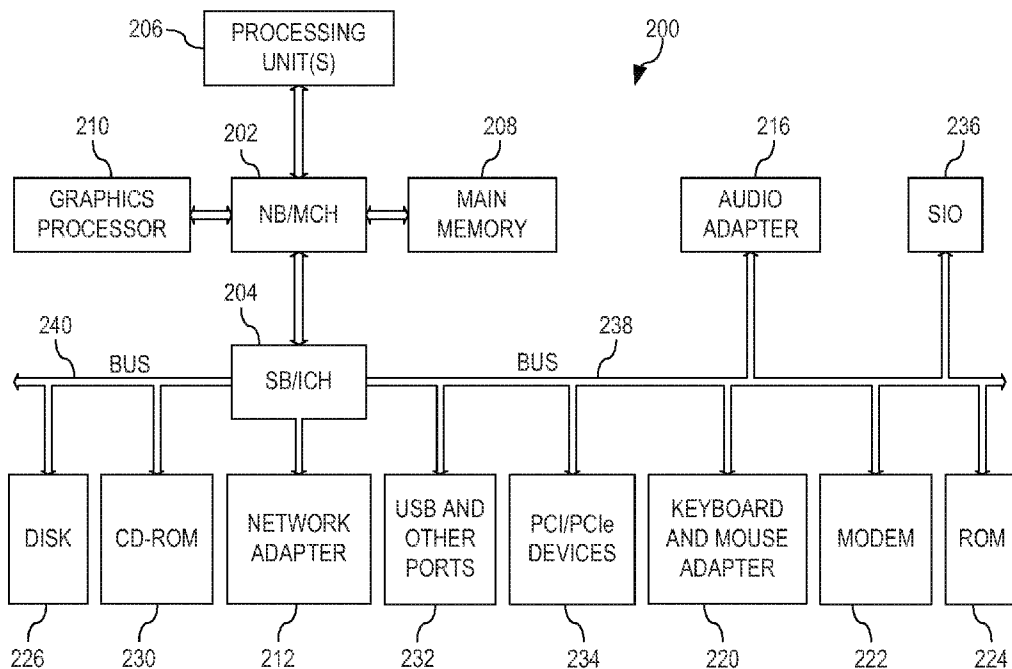 206
PROCESSING
UNIT(S)
200
210
202
208
216
236
GRAPHICS
PROCESSOR
NB/MCH
MAIN
MEMORY
AUDIO
ADAPTER
SIO
204
240
238
BUS
SB/ICH
BUS
DISK
CD-ROM
NETWORK
ADAPTER
USB AND
OTHER
PORTS
PCI/PCIe
DEVICES
KEYBOARD
AND MOUSE
ADAPTER
MODEM
ROM
226
230
212
232
234
220
222
224